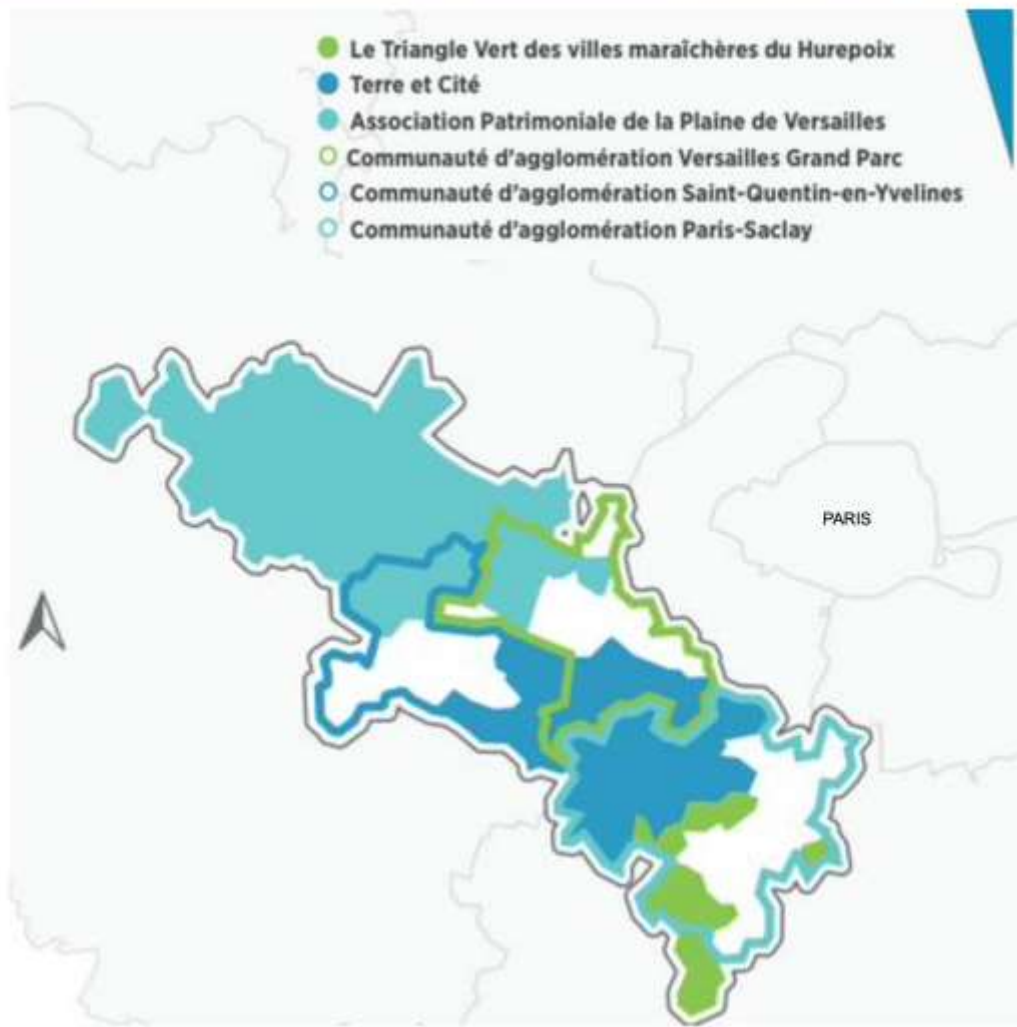 Le Triangle Vert des villes maraîchères du Hurepoix
Terre et Cité
Association Patrimoniale de la Plaine de Versailles
Communauté d'agglomération Versailles Grand Parc
Communauté d'agglomération Saint-Quentin-en-Yvelines
Communauté d'agglomération Paris-Saclay
PARIS